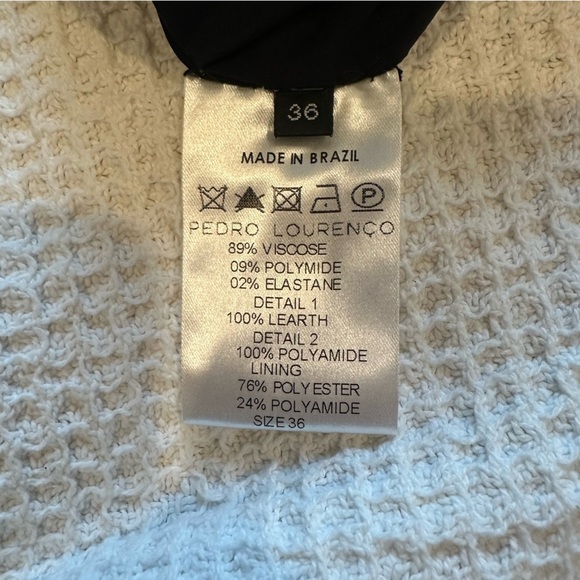 36
MADE IN BRAZIL
P
PEDRO LOURENÇO
89% VISCOSE
09% POLYMIDE
02% ELASTANE
DETAIL 1
100% LEARTH
DETAIL 2
100% POLYAMIDE
LINING
76% POLYESTER
24% POLYAMIDE
SIZE 36